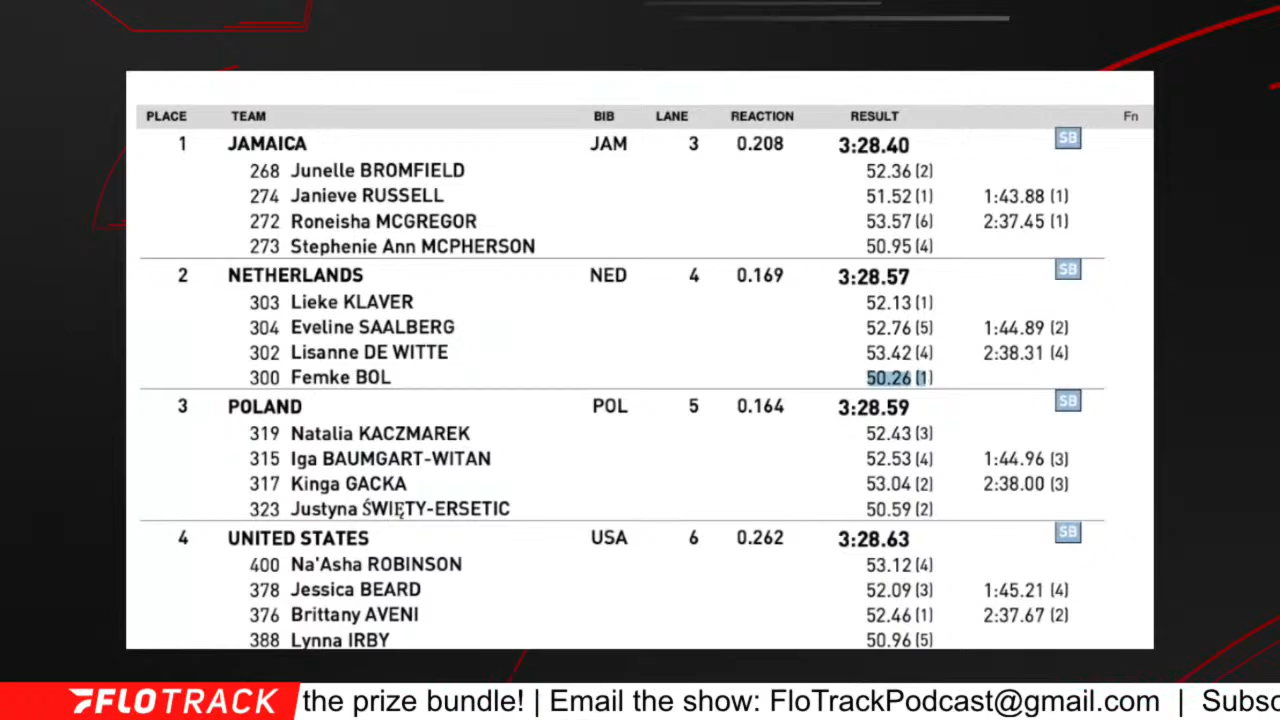 PLACE TEAM BIB LANE REACTION RESULT Fn
1 JAMAICA JAM 3 0.208 3:28.40 SB
268 Junelle BROMFIELD 52.36 (2)
274 Janieve RUSSELL 51.52 (1) 1:43.88 (1)
272 Roneisha MCGREGOR 53.57 (6) 2:37.45 (1)
273 Stephenie Ann MCPHERSON 50.95 (4)
2 NETHERLANDS NED 4 0.169 3:28.57 SB
303 Lieke KLAVER 52.13 (1)
304 Eveline SAALBERG 52.76 (5) 1:44.89 (2)
302 Lisanne DE WITTE 53.42 (4) 2:38.31 (4)
300 Femke BOL 50.26 (1)
3 POLAND POL 5 0.164 3:28.59 SB
319 Natalia KACZMAREK 52.43 (3)
315 Iga BAUMGART-WITAN 52.53 (4) 1:44.96 (3)
317 Kinga GACKA 53.04 (2) 2:38.00 (3)
323 Justyna ŚWIĘTY-ERSETIC 50.59 (2)
4 UNITED STATES USA 6 0.262 3:28.63 SB
400 Na'Asha ROBINSON 53.12 (4)
378 Jessica BEARD 52.09 (3) 1:45.21 (4)
376 Brittany AVENI 52.46 (1) 2:37.67 (2)
388 Lynna IRBY 50.96 (5)
FLOTRACK the prize bundle! | Email the show: FloTrackPodcast@gmail.com | Subsc